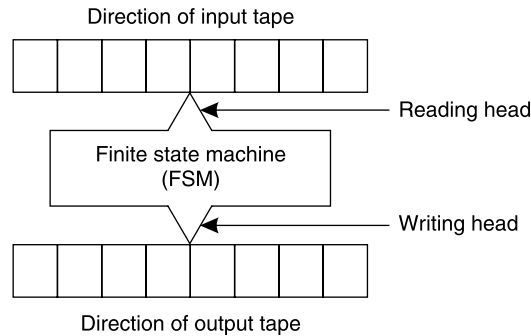 Direction of input tape
Reading head
Finite state machine
(FSM)
Writing head
Direction of output tape